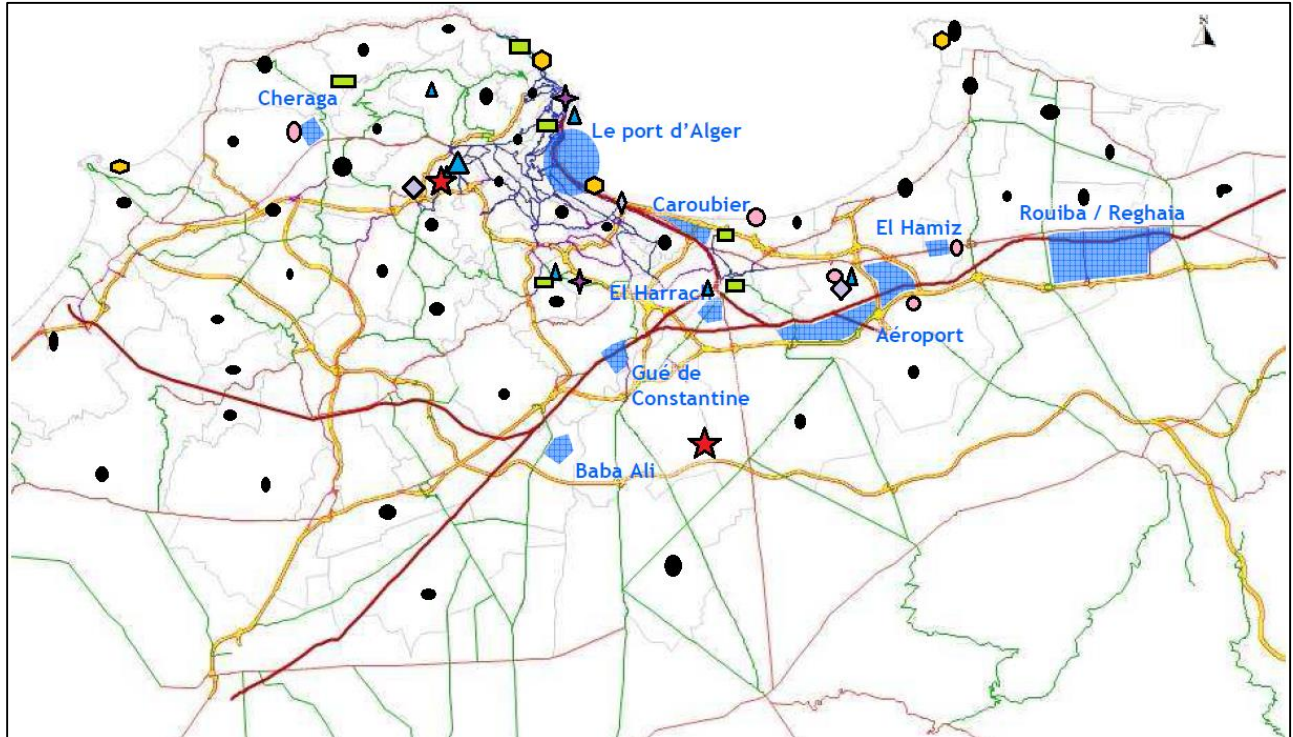 N
Cheraga
Le port d'Alger
Caroubier
El Hamiz
Rouiba / Reghaia
El Harrach
Aéroport
Gué de
Constantine
Baba Ali